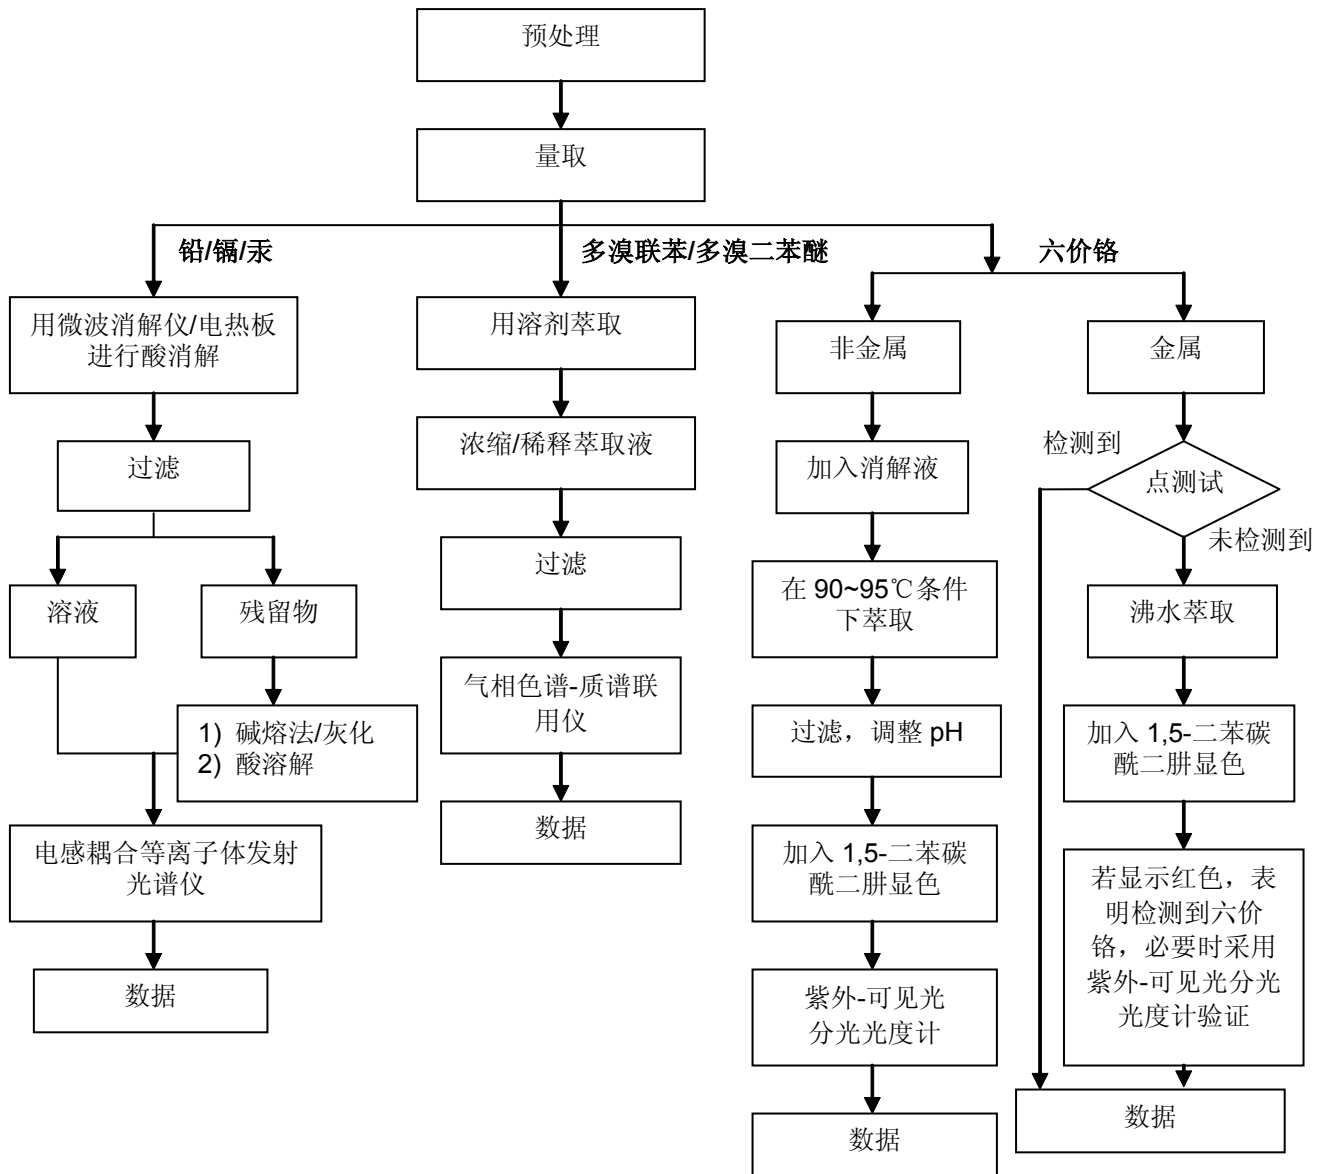 预处理
量取
铅/镉/汞
多溴联苯/多溴二苯醚
六价铬
用微波消解仪/电热板
进行酸消解
过滤
溶液
残留物
1) 碱熔法/灰化
2) 酸溶解
电感耦合等离子体发射
光谱仪
数据
用溶剂萃取
浓缩/稀释萃取液
过滤
气相色谱-质谱联
用仪
数据
非金属
加入消解液
在 90~95℃条件
下萃取
过滤，调整 pH
加入 1,5-二苯碳
酰二肼显色
紫外-可见光
分光光度计
数据
金属
检测到
点测试
未检测到
沸水萃取
加入 1,5-二苯碳
酰二肼显色
若显示红色，表
明检测到六价
铬，必要时采用
紫外-可见光分光
光度计验证
数据